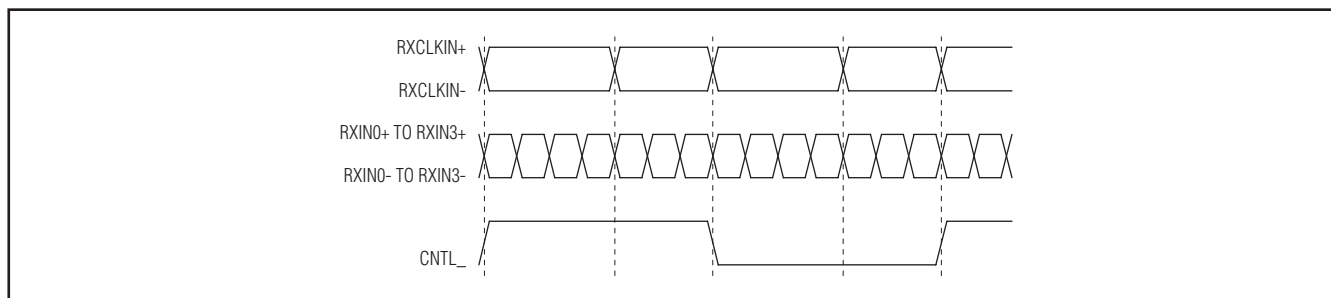 RXCLKIN+
RXCLKIN-
RXIN0+ TO RXIN3+
RXIN0- TO RXIN3-
CNTL_